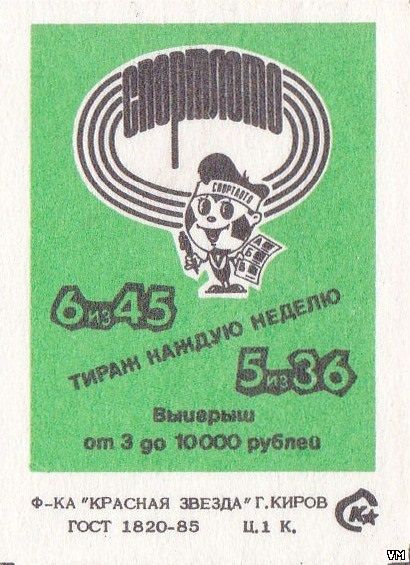 СПОРТЛОТО
СПОРТЛОТО
А
Б
Б
6 из 45
ТИРАЖ КАЖДУЮ НЕДЕЛЮ
5 из 36
Выигрыш
от 3 до 10000 рублей
Ф-КА "КРАСНАЯ ЗВЕЗДА" Г. КИРОВ
ГОСТ 1820-85 Ц. 1 К.
К
VM